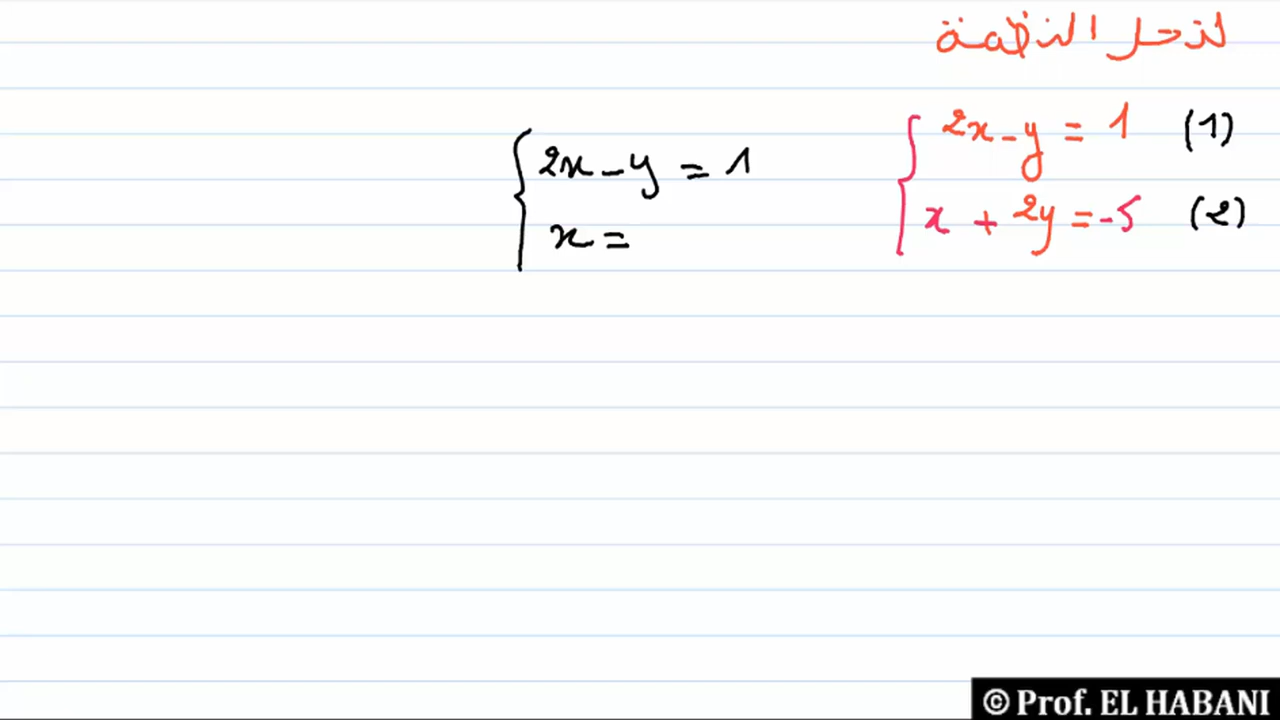 لنحل النظمة
2x - y = 1 (1)
x + 2y = -5 (2)
2x - y = 1
x =
© Prof. EL HABANI